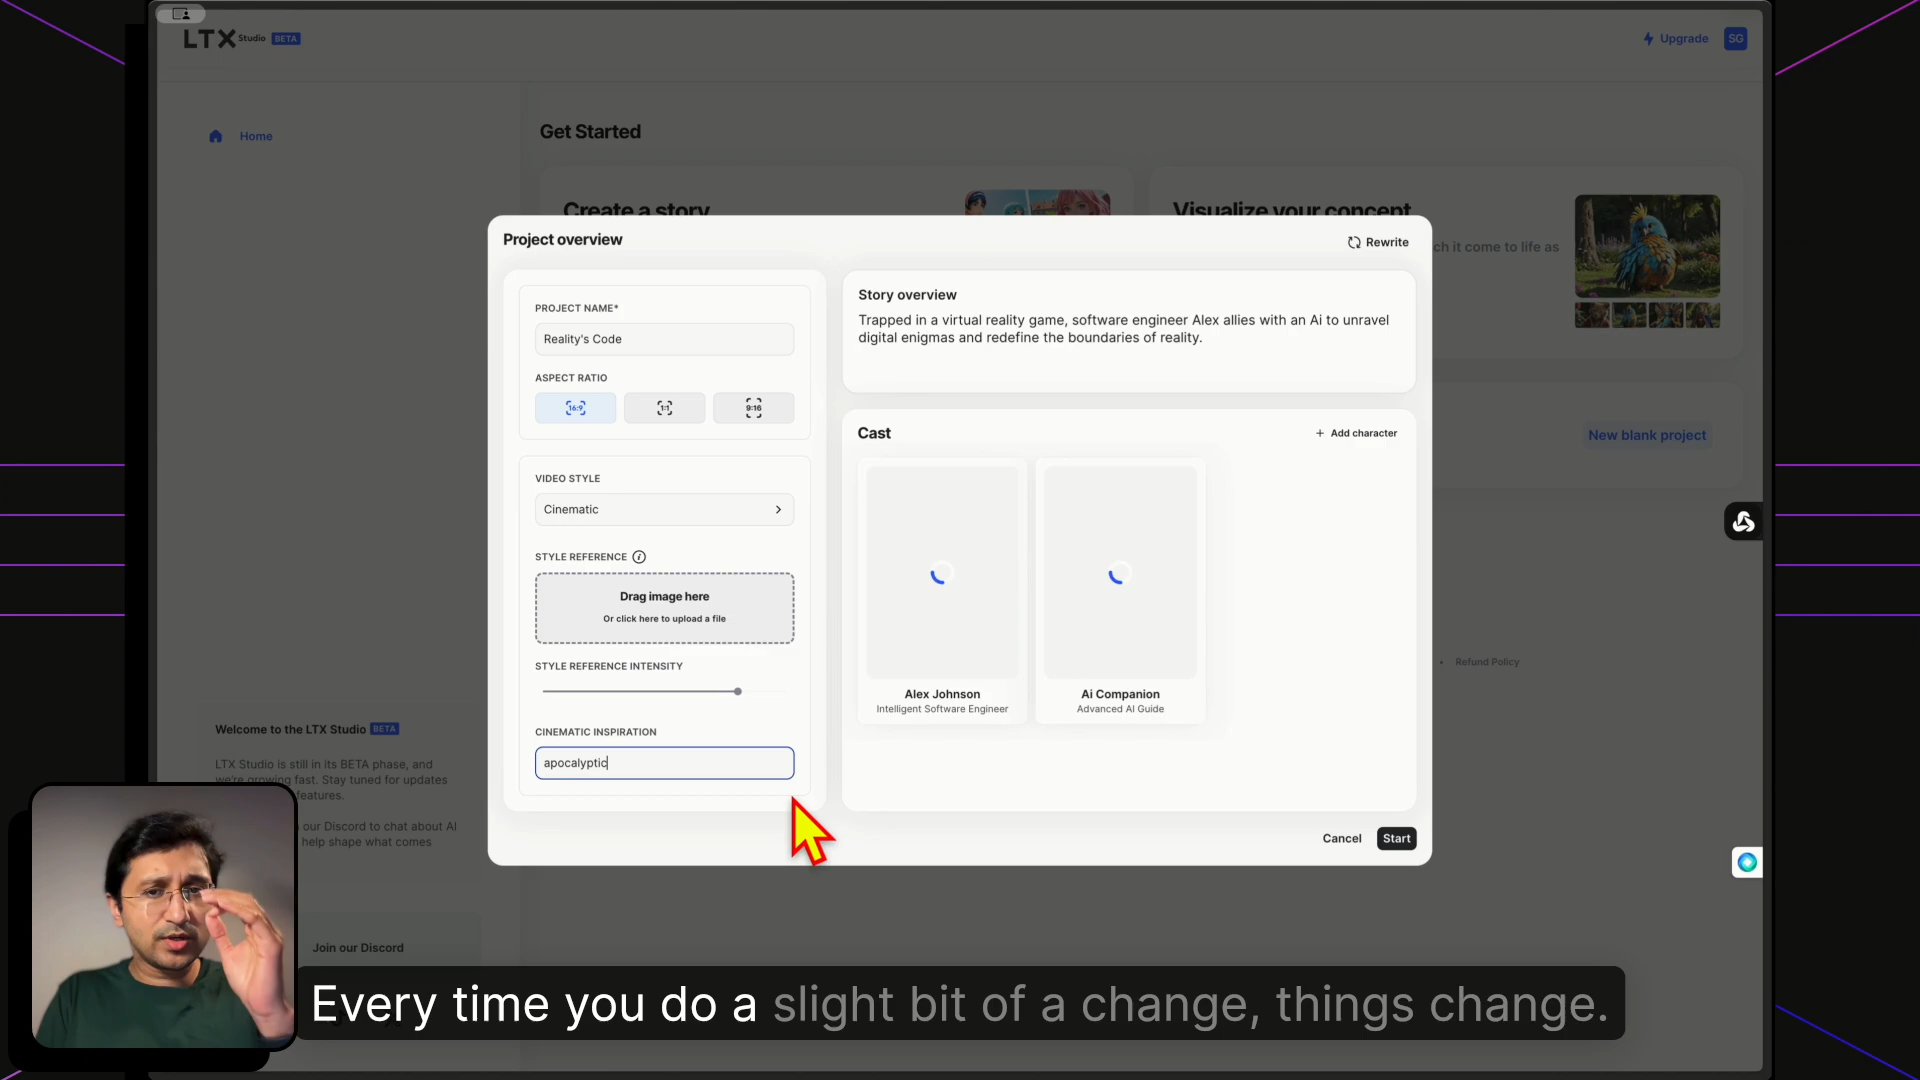 LTX Studio BETA
Upgrade
SG
Home
Get Started
Create a story
Visualize your concept
ch it come to life as
Project overview
Rewrite
PROJECT NAME*
Reality's Code
ASPECT RATIO
16:9
1:1
9:16
VIDEO STYLE
Cinematic
STYLE REFERENCE
Drag image here
Or click here to upload a file
STYLE REFERENCE INTENSITY
CINEMATIC INSPIRATION
apocalyptic
Story overview
Trapped in a virtual reality game, software engineer Alex allies with an Ai to unravel
digital enigmas and redefine the boundaries of reality.
Cast
+ Add character
Alex Johnson
Intelligent Software Engineer
Ai Companion
Advanced AI Guide
Cancel
Start
New blank project
• Refund Policy
Welcome to the LTX Studio BETA
LTX Studio is still in its BETA phase, and
we're growing fast. Stay tuned for updates
features.
our Discord to chat about AI
help shape what comes
Join our Discord
Every time you do a slight bit of a change, things change.